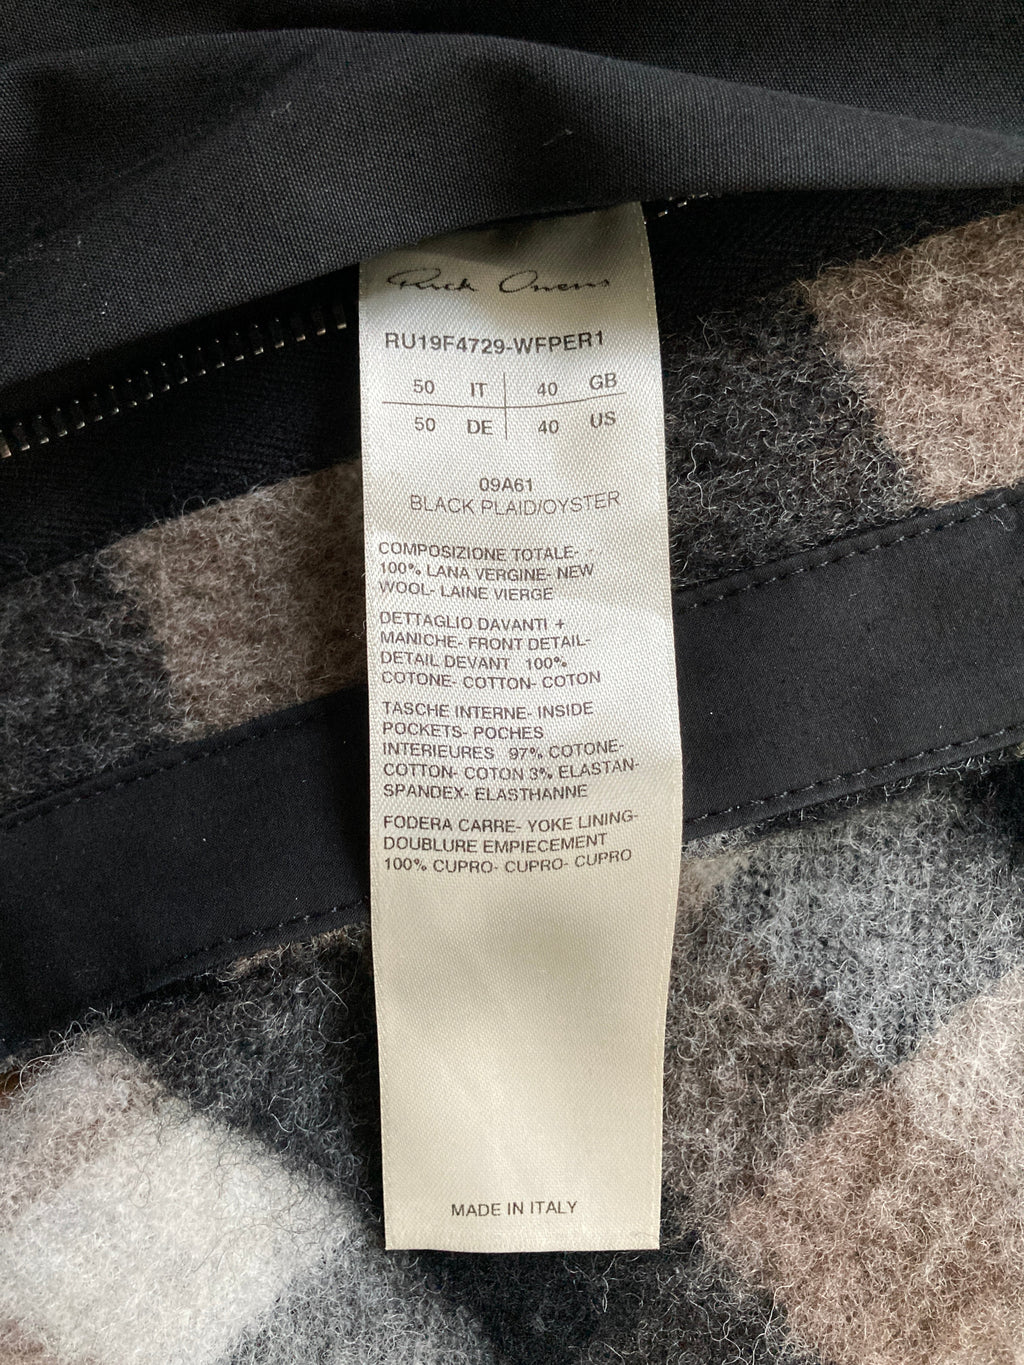 Rick Owens
RU19F4729-WFPER1
50 IT 40 GB
50 DE 40 US
09A61
BLACK PLAID/OYSTER
COMPOSIZIONE TOTALE-
100% LANA VERGINE- NEW
WOOL- LAINE VIERGE
DETTAGLIO DAVANTI +
MANICHE- FRONT DETAIL-
DETAIL DEVANT 100%
COTONE- COTTON- COTON
TASCHE INTERNE- INSIDE
POCKETS- POCHES
INTERIEURES 97% COTONE-
COTTON- COTON 3% ELASTAN-
SPANDEX- ELASTHANNE
FODERA CARRE- YOKE LINING-
DOUBLURE EMPIECEMENT
100% CUPRO- CUPRO- CUPRO
MADE IN ITALY